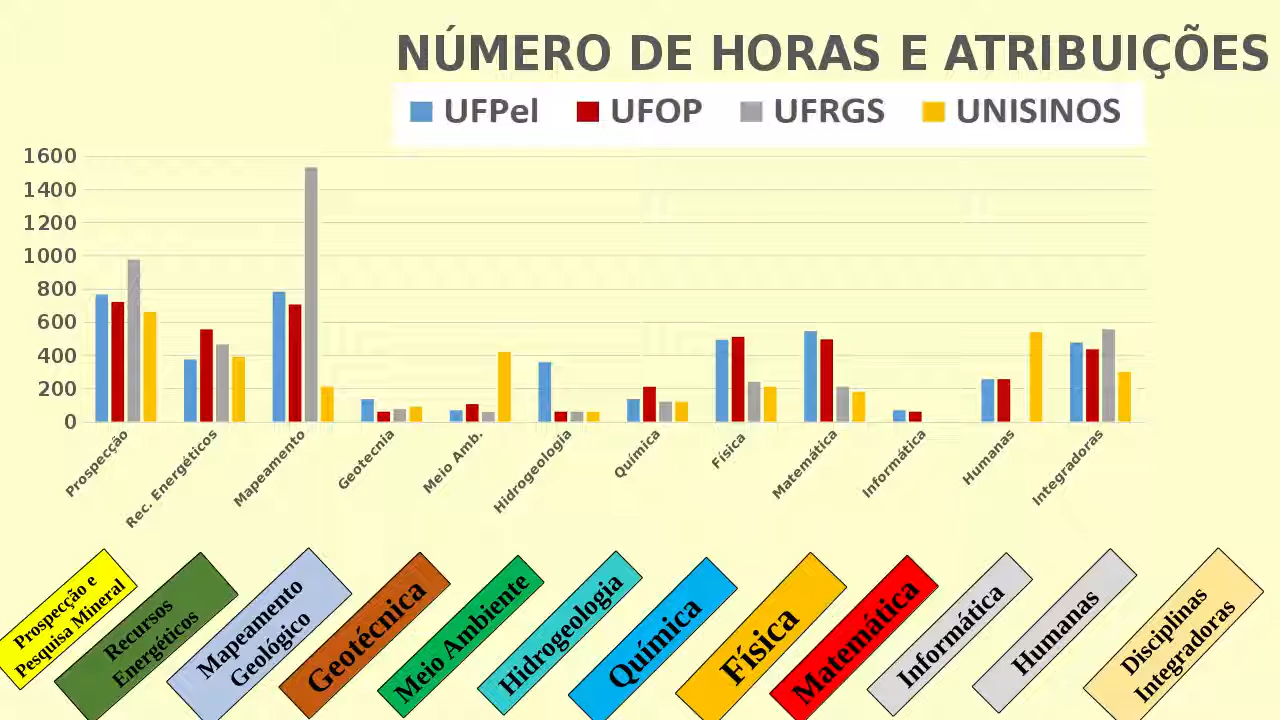 NÚMERO DE HORAS E ATRIBUIÇÕES
UFPel UFOP UFRGS UNISINOS
1600
1400
1200
1000
800
600
400
200
0
Prospecção
Rec. Energéticos
Mapeamento
Geotecnia
Meio Amb.
Hidrogeologia
Química
Física
Matemática
Informática
Humanas
Integradoras
Prospecção e
Pesquisa Mineral
Recursos
Energéticos
Mapeamento
Geológico
Geotécnica
Meio Ambiente
Hidrogeologia
Química
Física
Matemática
Informática
Humanas
Disciplinas
Integradoras